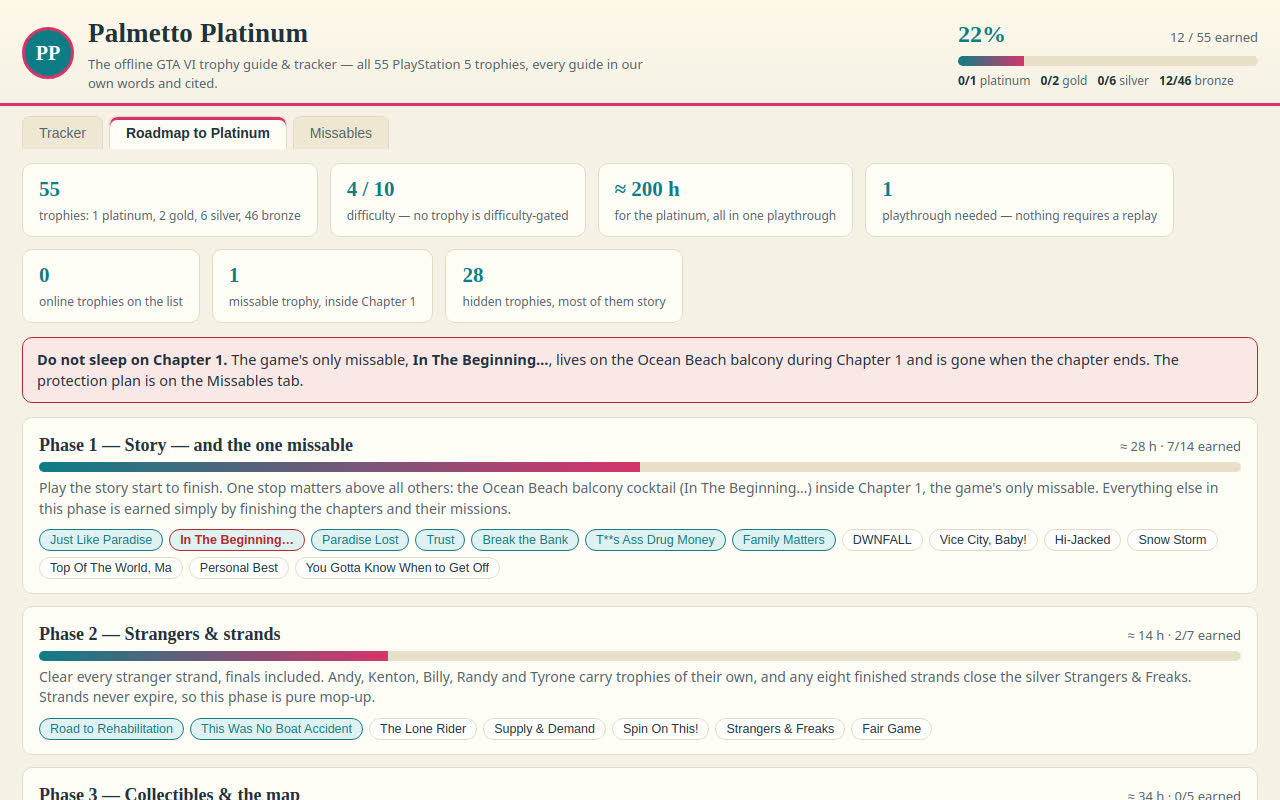 PP
Palmetto Platinum
The offline GTA VI trophy guide & tracker — all 55 PlayStation 5 trophies, every guide in our
own words and cited.
22%
12 / 55 earned
0/1 platinum 0/2 gold 0/6 silver 12/46 bronze
Tracker
Roadmap to Platinum
Missables
55
trophies: 1 platinum, 2 gold, 6 silver, 46 bronze
4 / 10
difficulty — no trophy is difficulty-gated
≈ 200 h
for the platinum, all in one playthrough
1
playthrough needed — nothing requires a replay
0
online trophies on the list
1
missable trophy, inside Chapter 1
28
hidden trophies, most of them story
Do not sleep on Chapter 1. The game's only missable, In The Beginning…, lives on the Ocean Beach balcony during Chapter 1 and is gone when the chapter ends. The
protection plan is on the Missables tab.
Phase 1 — Story — and the one missable
≈ 28 h · 7/14 earned
Play the story start to finish. One stop matters above all others: the Ocean Beach balcony cocktail (In The Beginning…) inside Chapter 1, the game's only missable. Everything else in
this phase is earned simply by finishing the chapters and their missions.
Just Like Paradise In The Beginning… Paradise Lost Trust Break the Bank T**s Ass Drug Money Family Matters DWNFALL Vice City, Baby! Hi-Jacked Snow Storm
Top Of The World, Ma Personal Best You Gotta Know When to Get Off
Phase 2 — Strangers & strands
≈ 14 h · 2/7 earned
Clear every stranger strand, finals included. Andy, Kenton, Billy, Randy and Tyrone carry trophies of their own, and any eight finished strands close the silver Strangers & Freaks.
Strands never expire, so this phase is pure mop-up.
Road to Rehabilitation This Was No Boat Accident The Lone Rider Supply & Demand Spin On This! Strangers & Freaks Fair Game
Phase 3 — Collectibles & the map
≈ 34 h · 0/5 earned